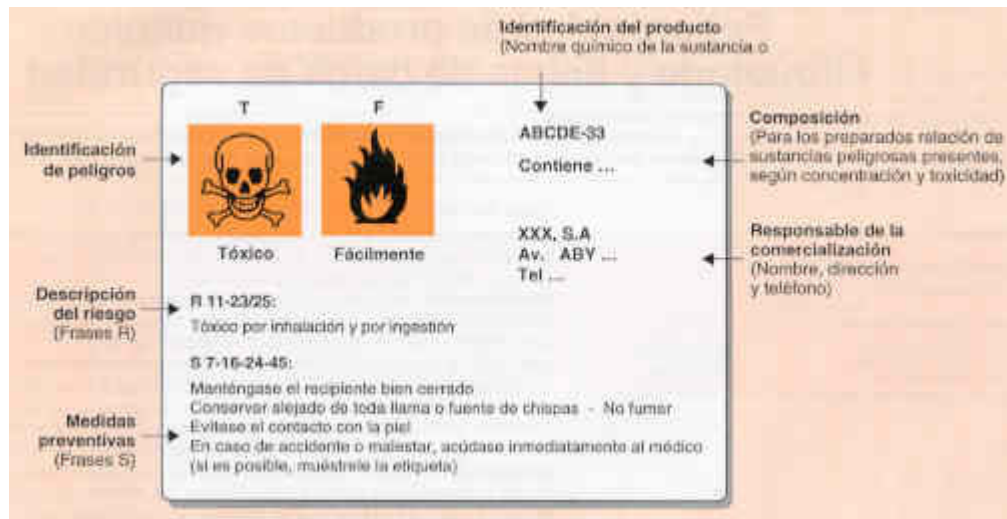 Identificación del producto
(Nombre químico de la sustancia o
T F
ABCDE-33
Contiene ...
Composición
(Para los preparados relación de
sustancias peligrosas presentes,
según concentración y toxicidad)
Identificación
de peligros
Tóxico Fácilmente
XXX, S.A
Av. ABY ...
Tel ...
Responsable de la
comercialización
(Nombre, dirección
y teléfono)
Descripción
del riesgo
(Frases R)
R 11-23/25:
Tóxico por inhalación y por ingestión
S 7-16-24-45:
Manténgase el recipiente bien cerrado
Conservar alejado de toda llama o fuente de chispas - No fumar
Evítese el contacto con la piel
En caso de accidente o malestar, acúdase inmediatamente al médico
(si es posible, muéstrele la etiqueta)
Medidas
preventivas
(Frases S)